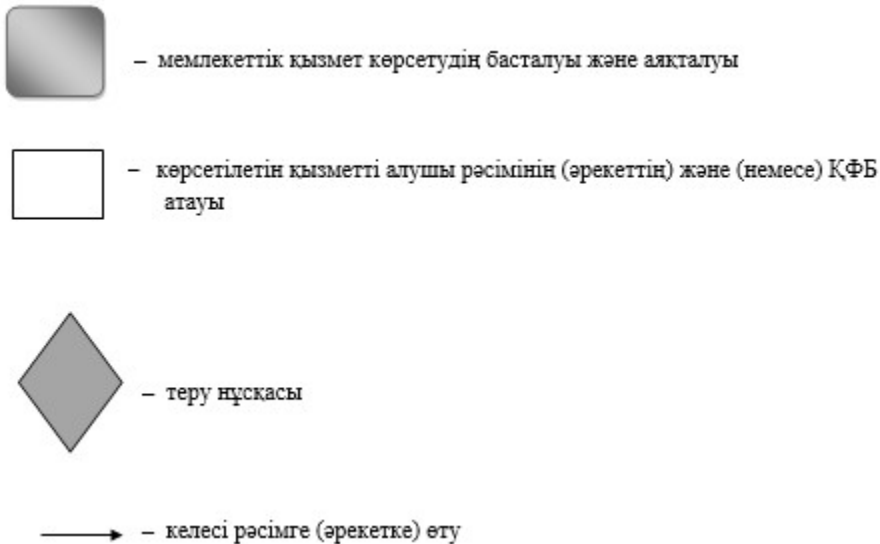 – мемлекеттік қызмет көрсетудің басталуы және аяқталуы
– көрсетілетін қызметті алушы рәсімінің (әрекеттің) және (немесе) ҚФБ
атауы
– теру нұсқасы
– келесі рәсімге (әрекетке) өту